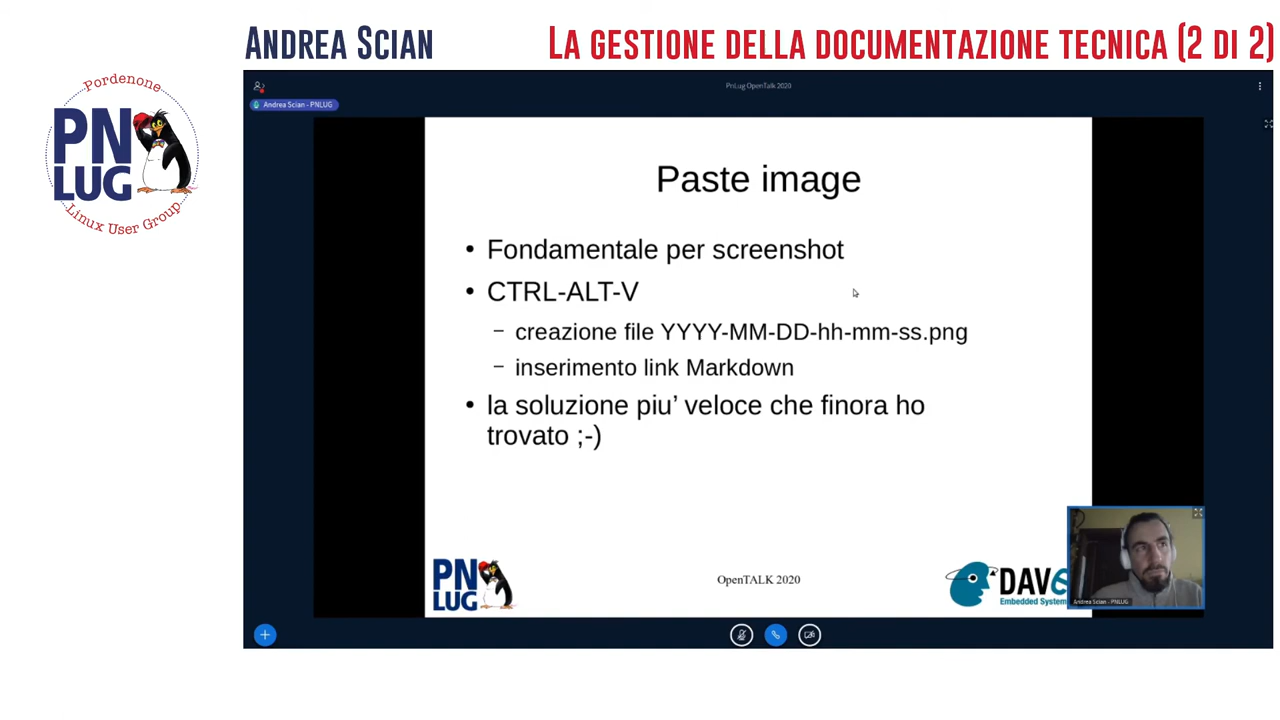 ANDREA SCIAN
LA GESTIONE DELLA DOCUMENTAZIONE TECNICA (2 DI 2)
Pordenone
PN
LUG
Linux User Group
PnLug OpenTalk 2020
Andrea Scian - PNLUG
Paste image
• Fondamentale per screenshot
• CTRL-ALT-V
– creazione file YYYY-MM-DD-hh-mm-ss.png
– inserimento link Markdown
• la soluzione piu’ veloce che finora ho
trovato ;-)
PN
LUG
OpenTALK 2020
DAVE
Embedded System
Andrea Scian - PNLUG